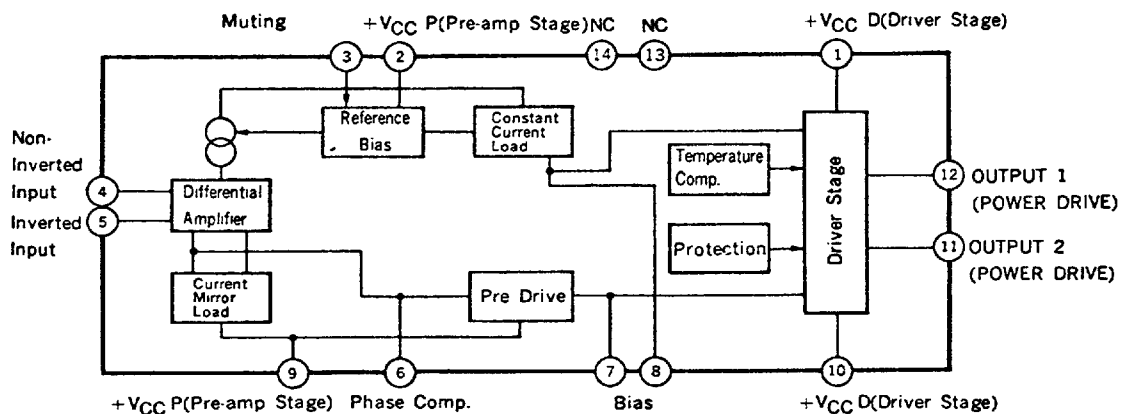 Muting
+VCC P(Pre-amp Stage)
NC
NC
+VCC D(Driver Stage)
3
2
14
13
1
Reference
Bias
Constant
Current
Load
Non-
Inverted
Input
4
Inverted
Input
5
Differential
Amplifier
Temperature
Comp.
Driver Stage
12
OUTPUT 1
(POWER DRIVE)
Protection
11
OUTPUT 2
(POWER DRIVE)
Current
Mirror
Load
Pre Drive
9
6
7
8
10
+VCC P(Pre-amp Stage)
Phase Comp.
Bias
+VCC D(Driver Stage)